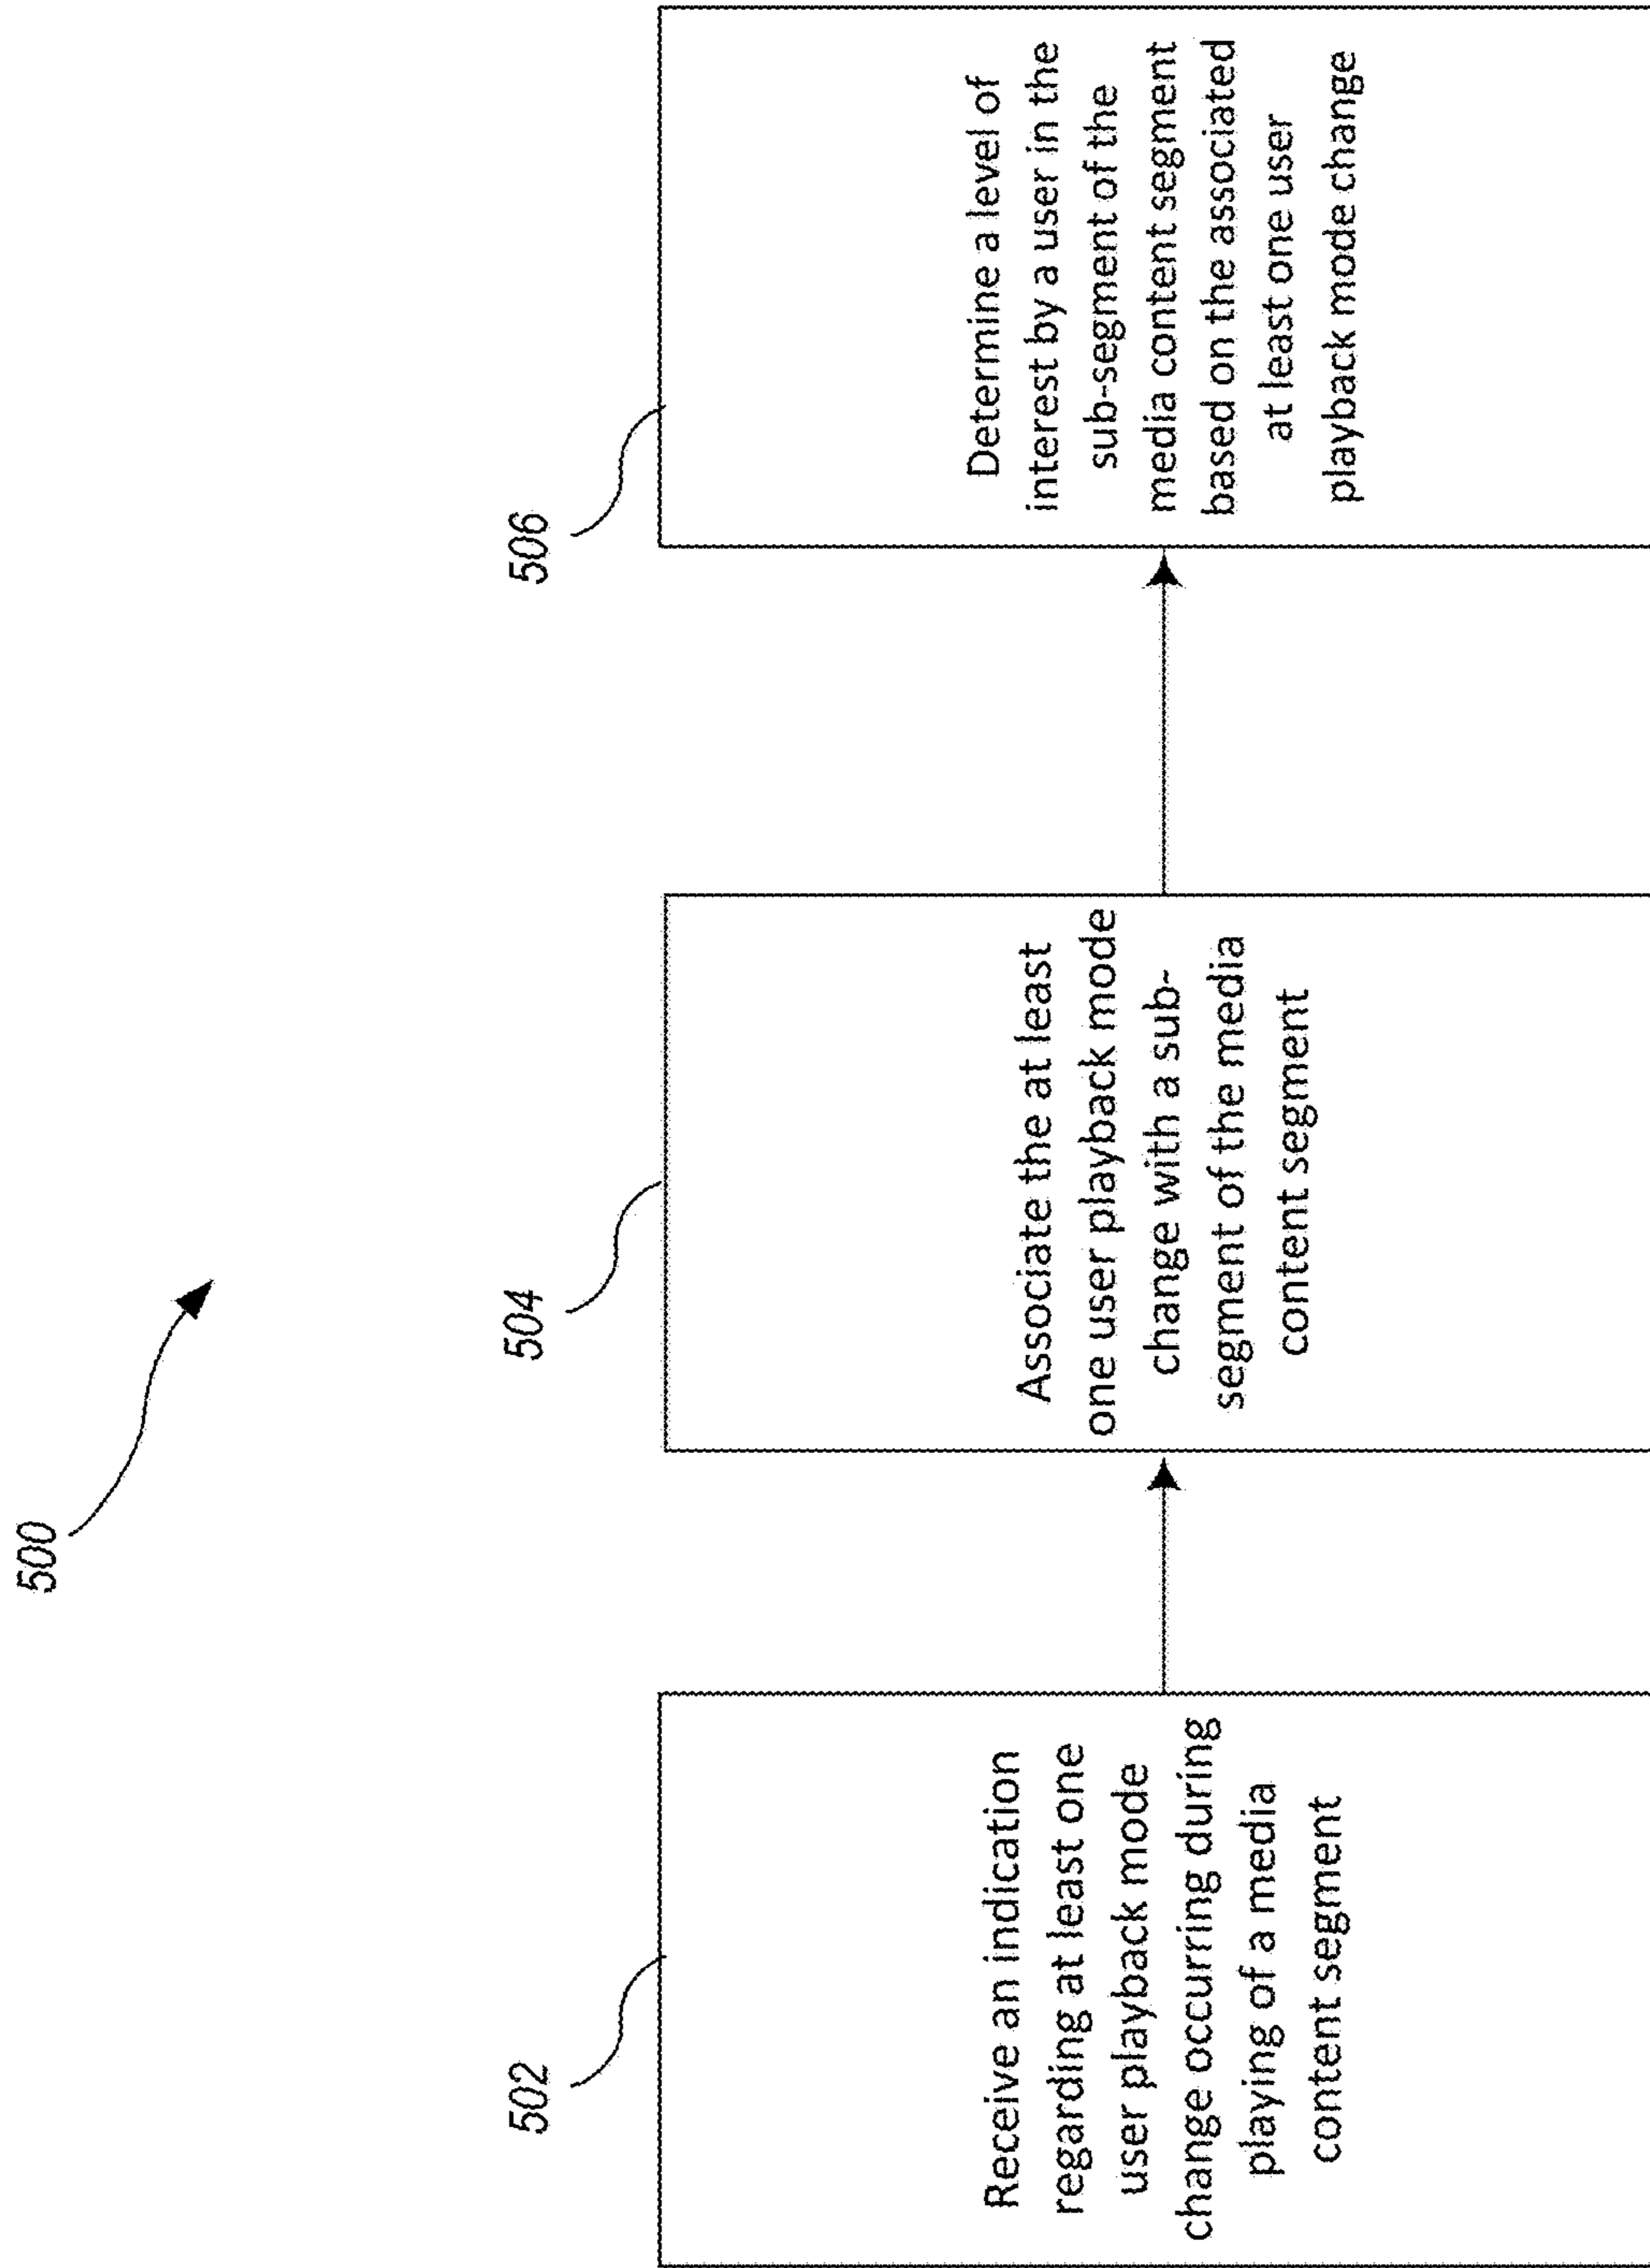 500
502
Receive an indication
regarding at least one
user playback mode
change occurring during
playing of a media
content segment
504
Associate the at least
one user playback mode
change with a sub-
segment of the media
content segment
506
Determine a level of
interest by a user in the
sub-segment of the
media content segment
based on the associated
at least one user
playback mode change